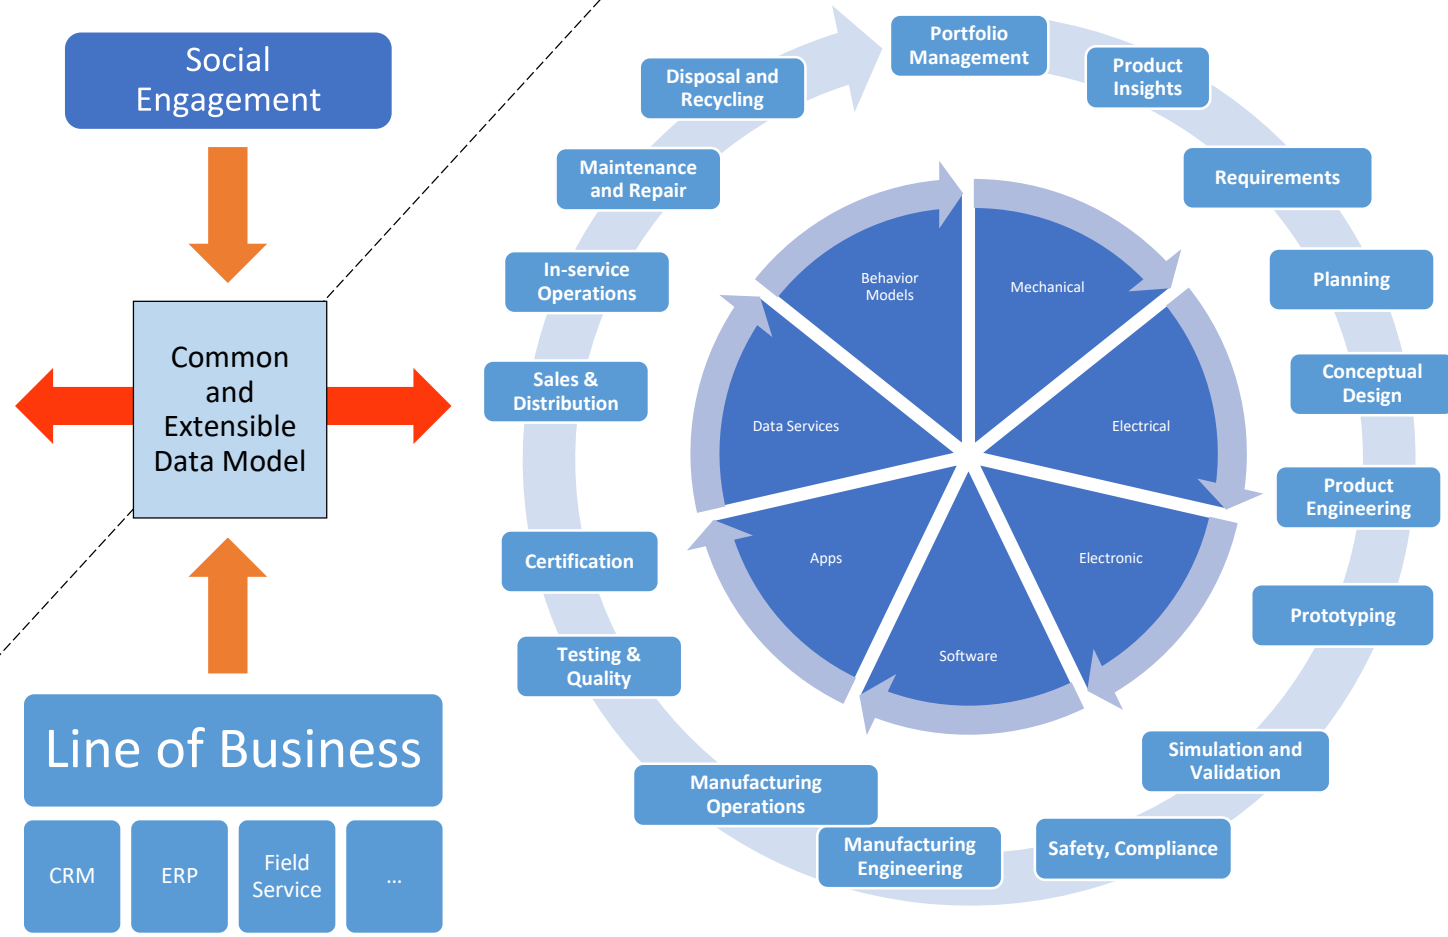 Social
Engagement
Common
and
Extensible
Data Model
Line of Business
CRM
ERP
Field
Service
...
Portfolio
Management
Product
Insights
Requirements
Planning
Conceptual
Design
Product
Engineering
Prototyping
Simulation and
Validation
Safety, Compliance
Manufacturing
Engineering
Manufacturing
Operations
Testing &
Quality
Certification
Sales &
Distribution
In-service
Operations
Maintenance
and Repair
Disposal and
Recycling
Mechanical
Electrical
Electronic
Software
Apps
Data Services
Behavior
Models